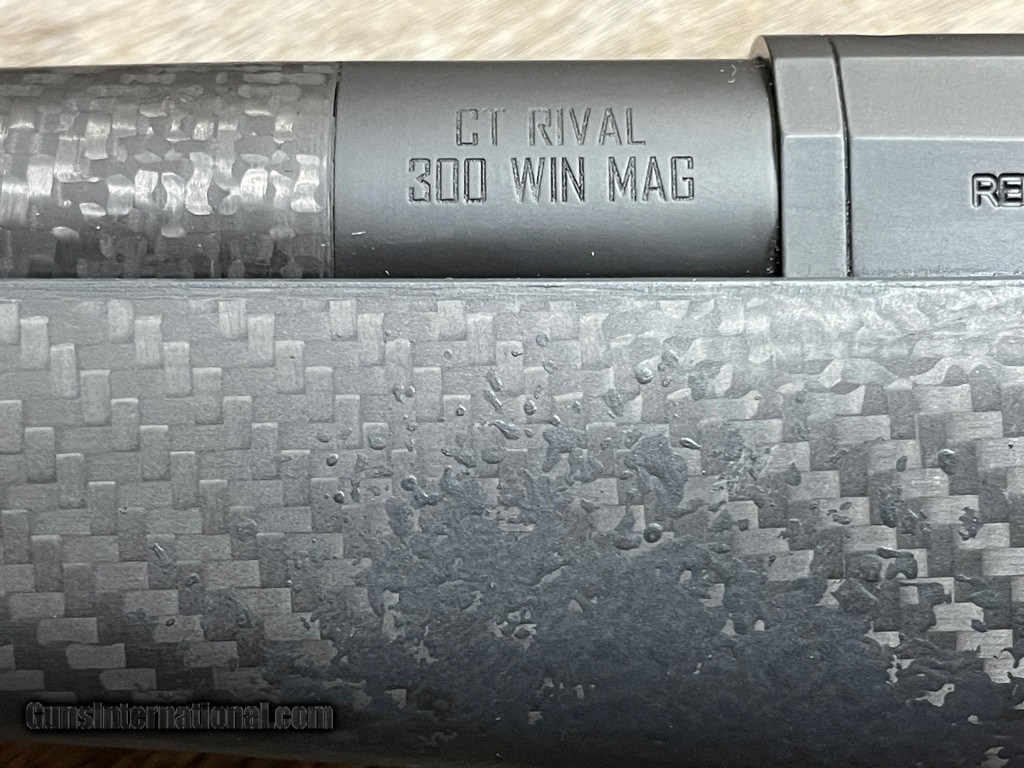 CT RIVAL
300 WIN MAG
GunsInternational.com